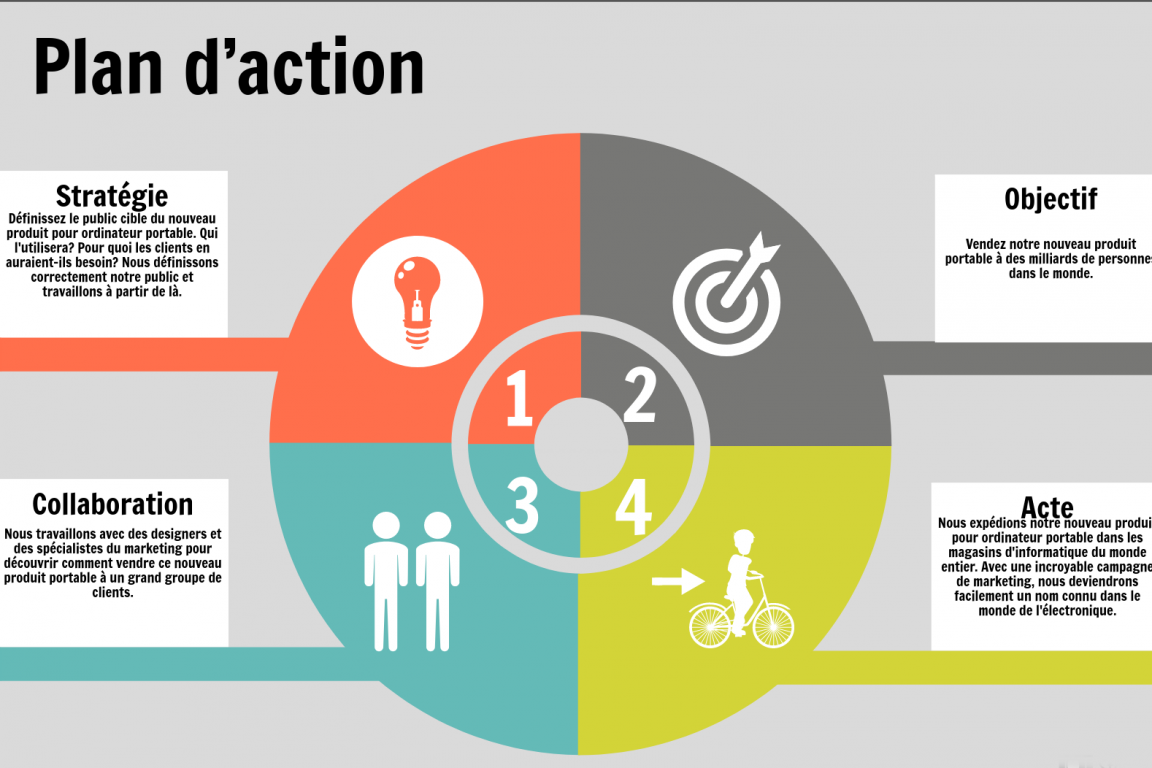 Plan d’action
Stratégie
Définissez le public cible du nouveau
produit pour ordinateur portable. Qui
l'utilisera? Pour quoi les clients en
auraient-ils besoin? Nous définissons
correctement notre public et
travaillons à partir de là.
Objectif
Vendez notre nouveau produit
portable à des milliards de personnes
dans le monde.
1
2
3
4
Collaboration
Nous travaillons avec des designers et
des spécialistes du marketing pour
découvrir comment vendre ce nouveau
produit portable à un grand groupe de
clients.
Acte
Nous expédions notre nouveau produi
pour ordinateur portable dans les
magasins d'informatique du monde
entier. Avec une incroyable campagne
de marketing, nous deviendrons
facilement un nom connu dans le
monde de l'électronique.